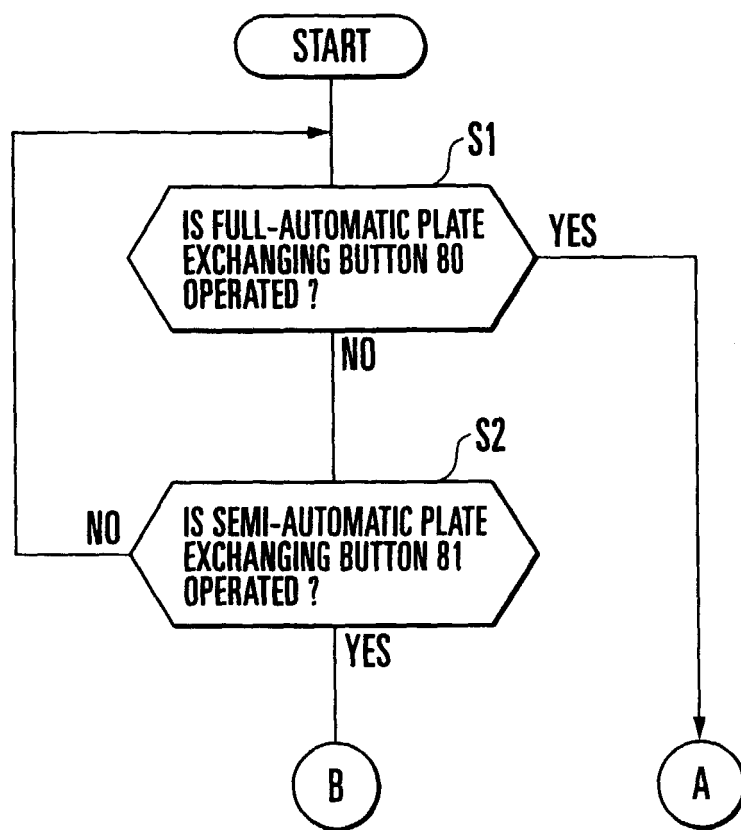 START
S1
IS FULL-AUTOMATIC PLATE
EXCHANGING BUTTON 80
OPERATED ?
YES
NO
S2
NO
IS SEMI-AUTOMATIC PLATE
EXCHANGING BUTTON 81
OPERATED ?
YES
B
A